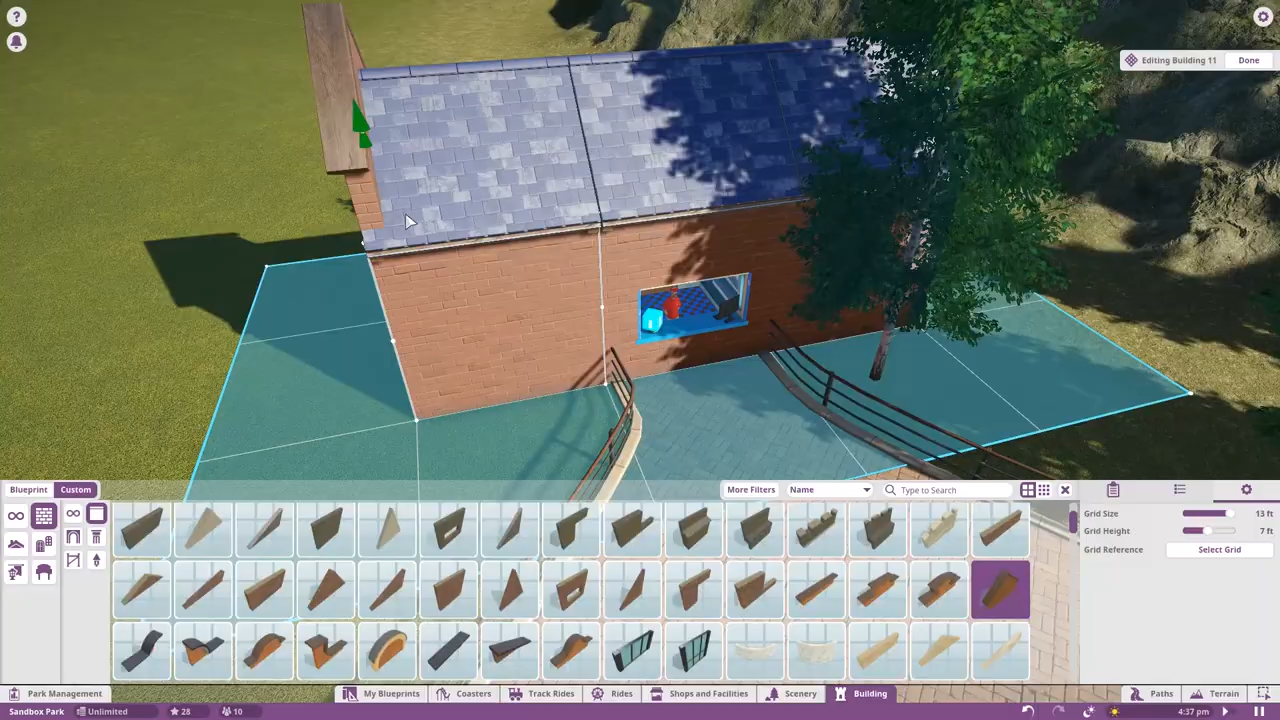 ?
Editing Building 11 Done
Blueprint Custom More Filters Name Type to Search
Grid Size 13 ft
Grid Height 7 ft
Grid Reference Select Grid
Park Management My Blueprints Coasters Track Rides Rides Shops and Facilities Scenery Building Paths Terrain
Sandbox Park Unlimited 28 10 4:37 pm